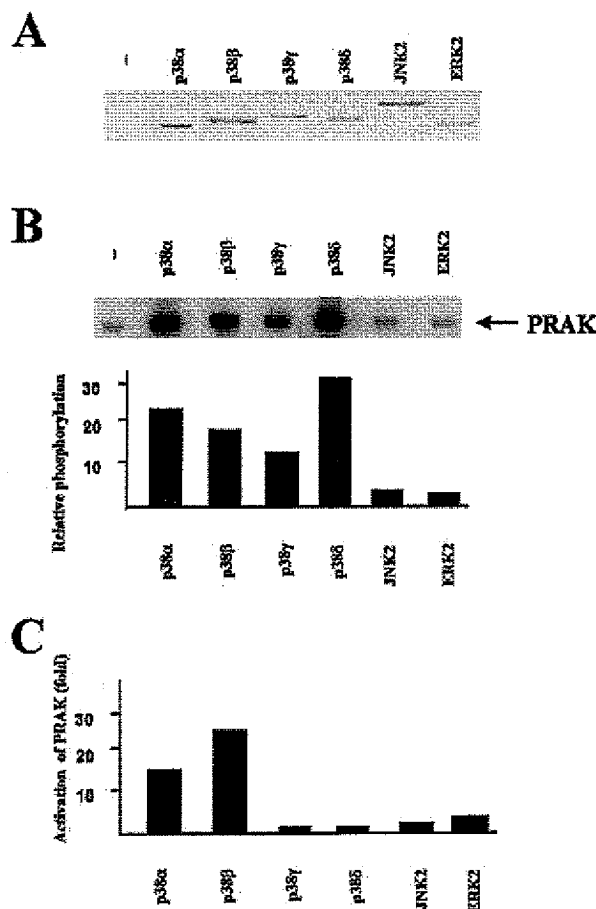 A
p38α p38β p38γ p38δ JNK2 ERK2
B
p38α p38β p38γ p38δ JNK2 ERK2
PRAK
Relative phosphorylation
30
20
10
p38α p38β p38γ p38δ JNK2 ERK2
C
Activation of PRAK (fold)
30
20
10
p38α p38β p38γ p38δ JNK2 ERK2